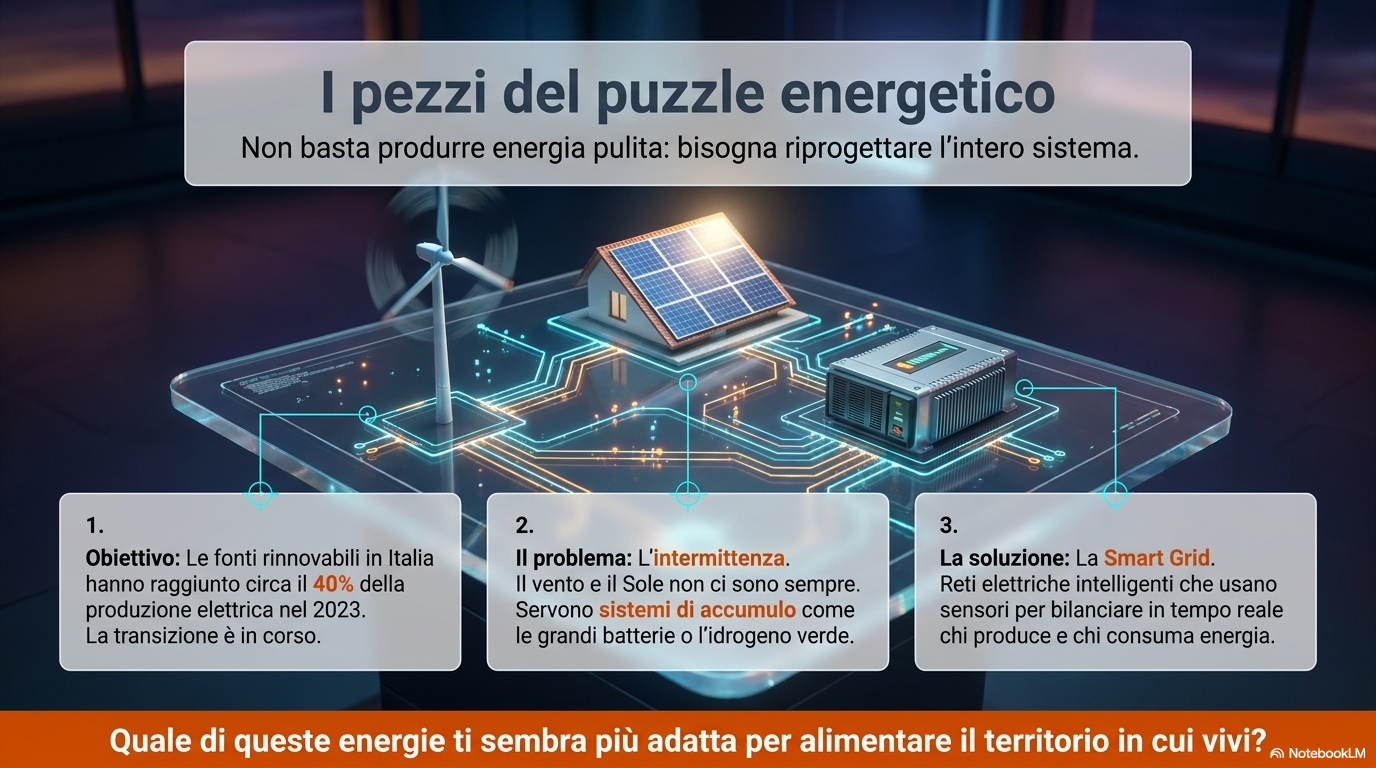 I pezzi del puzzle energetico
Non basta produrre energia pulita: bisogna riprogettare l'intero sistema.
1.
Obiettivo: Le fonti rinnovabili in Italia
hanno raggiunto circa il 40% della
produzione elettrica nel 2023.
La transizione è in corso.
2.
Il problema: L'intermittenza.
Il vento e il Sole non ci sono sempre.
Servono sistemi di accumulo come
le grandi batterie o l'idrogeno verde.
3.
La soluzione: La Smart Grid.
Reti elettriche intelligenti che usano
sensori per bilanciare in tempo reale
chi produce e chi consuma energia.
Quale di queste energie ti sembra più adatta per alimentare il territorio in cui vivi?
NotebookLM